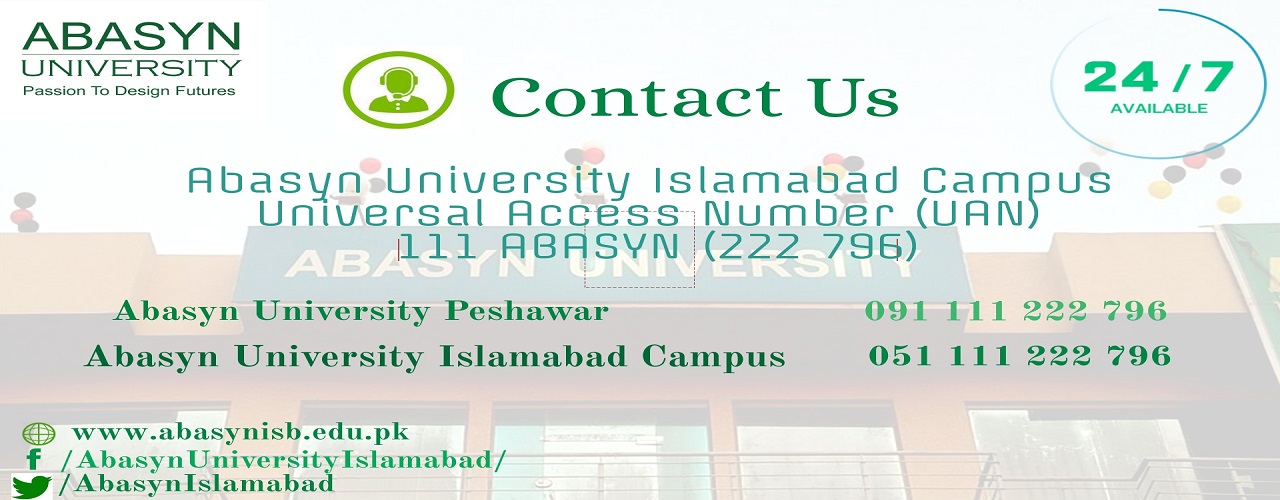 ABASYN
UNIVERSITY
Passion To Design Futures
Contact Us
24 / 7
AVAILABLE
Abasyn University Islamabad Campus
Universal Access Number (UAN)
111 ABASYN (222 796)
ABASYN UNIVERSITY
Abasyn University Peshawar 091 111 222 796
Abasyn University Islamabad Campus 051 111 222 796
www.abasynisb.edu.pk
f /AbasynUniversityIslamabad/
/AbasynIslamabad